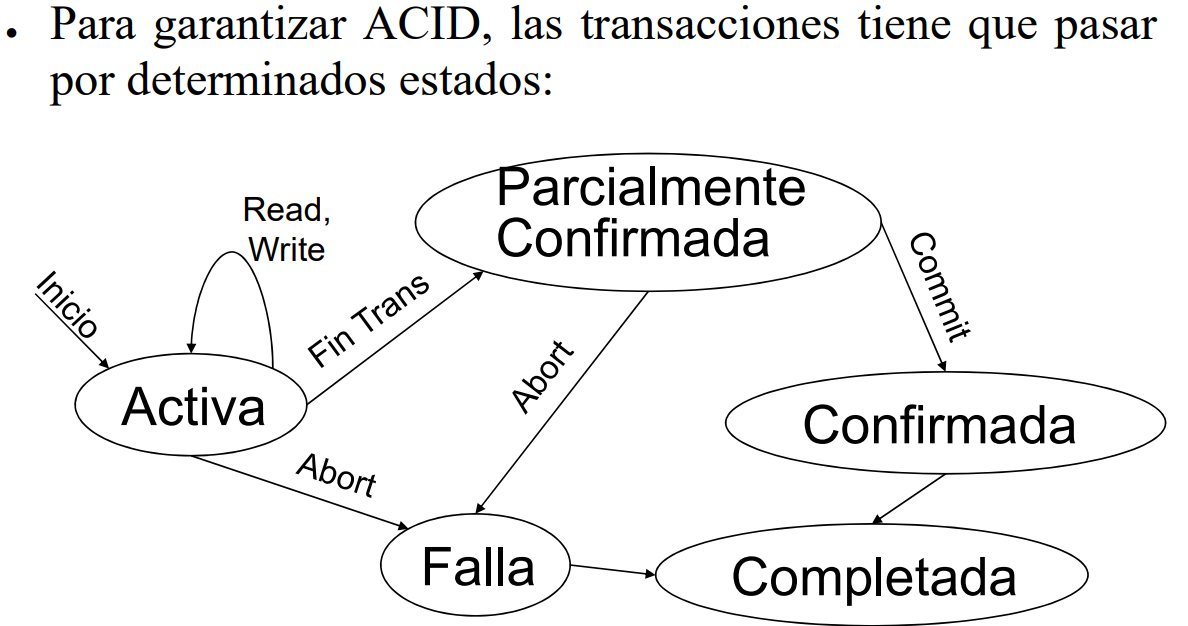 • Para garantizar ACID, las transacciones tiene que pasar
por determinados estados:
Parcialmente
Confirmada
Read,
Write
Inicio
Fin Trans
Commit
Abort
Activa
Confirmada
Abort
Falla
Completada